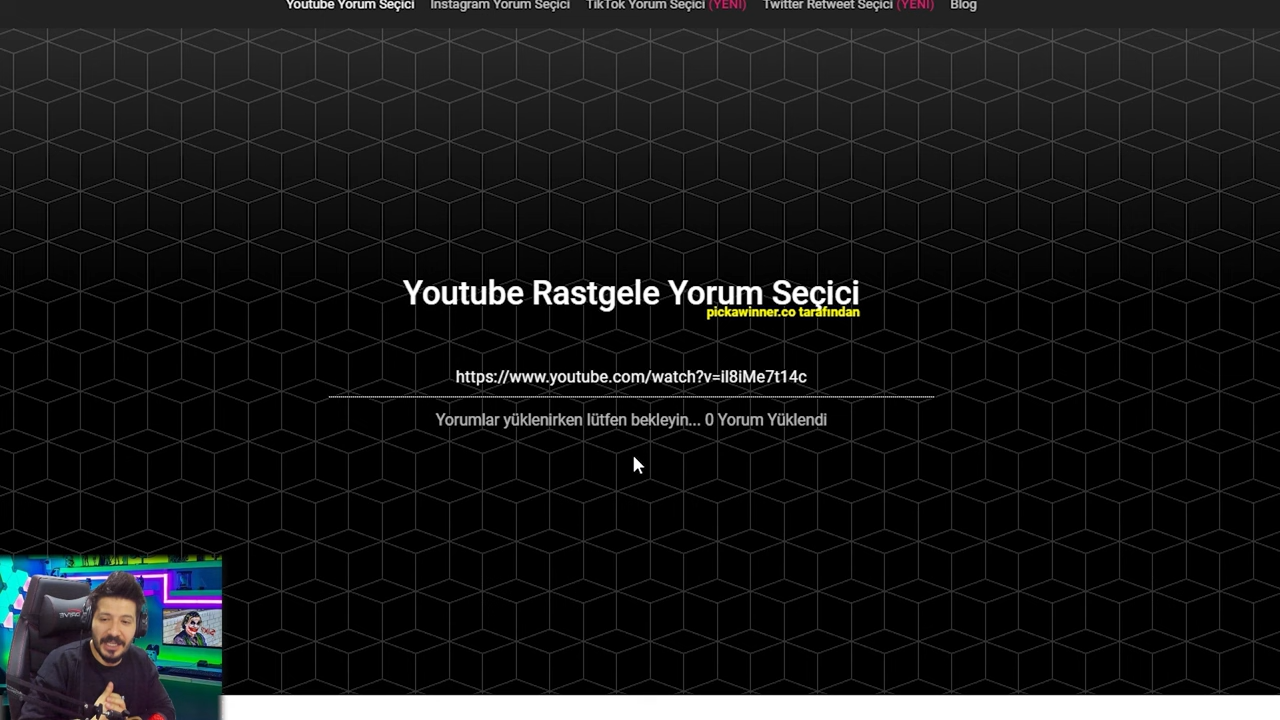 Youtube Yorum Seçici Instagram Yorum Seçici TikTok Yorum Seçici (YENİ) Twitter Retweet Seçici (YENİ) Blog
Youtube Rastgele Yorum Seçici
pickawinner.co tarafından
https://www.youtube.com/watch?v=il8iMe7t14c
Yorumlar yüklenirken lütfen bekleyin... 0 Yorum Yüklendi